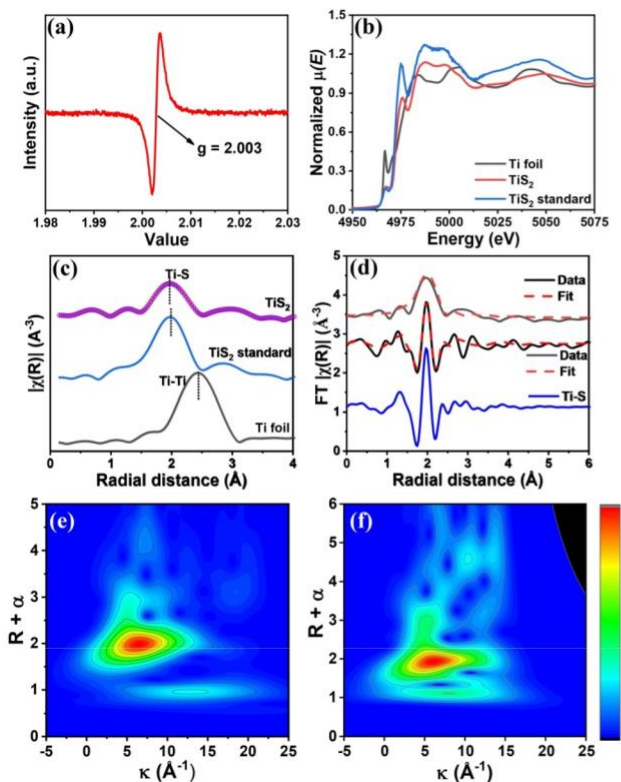 (a)
Intensity (a.u.)
g = 2.003
1.98 1.99 2.00 2.01 2.02 2.03
Value
(b)
Normalized μ(E)
1.5
1.2
0.9
0.6
0.3
0.0
Ti foil
TiS2
TiS2 standard
4950 4975 5000 5025 5050 5075
Energy (eV)
(c)
|χ(R)| (A-3)
Ti-S
TiS2
TiS2 standard
Ti-Ti
Ti foil
0 1 2 3 4
Radial distance (Å)
(d)
FT |χ(R)| (Å-3)
5
4
3
2
1
0
Data
Fit
Data
Fit
Ti-S
0 1 2 3 4 5 6
Radial distance (Å)
(e)
R + α
5
4
3
2
1
0
-5 0 5 10 15 20 25
κ (Å-1)
(f)
R + α
6
5
4
3
2
1
0
-5 0 5 10 15 20 25
κ (Å-1)